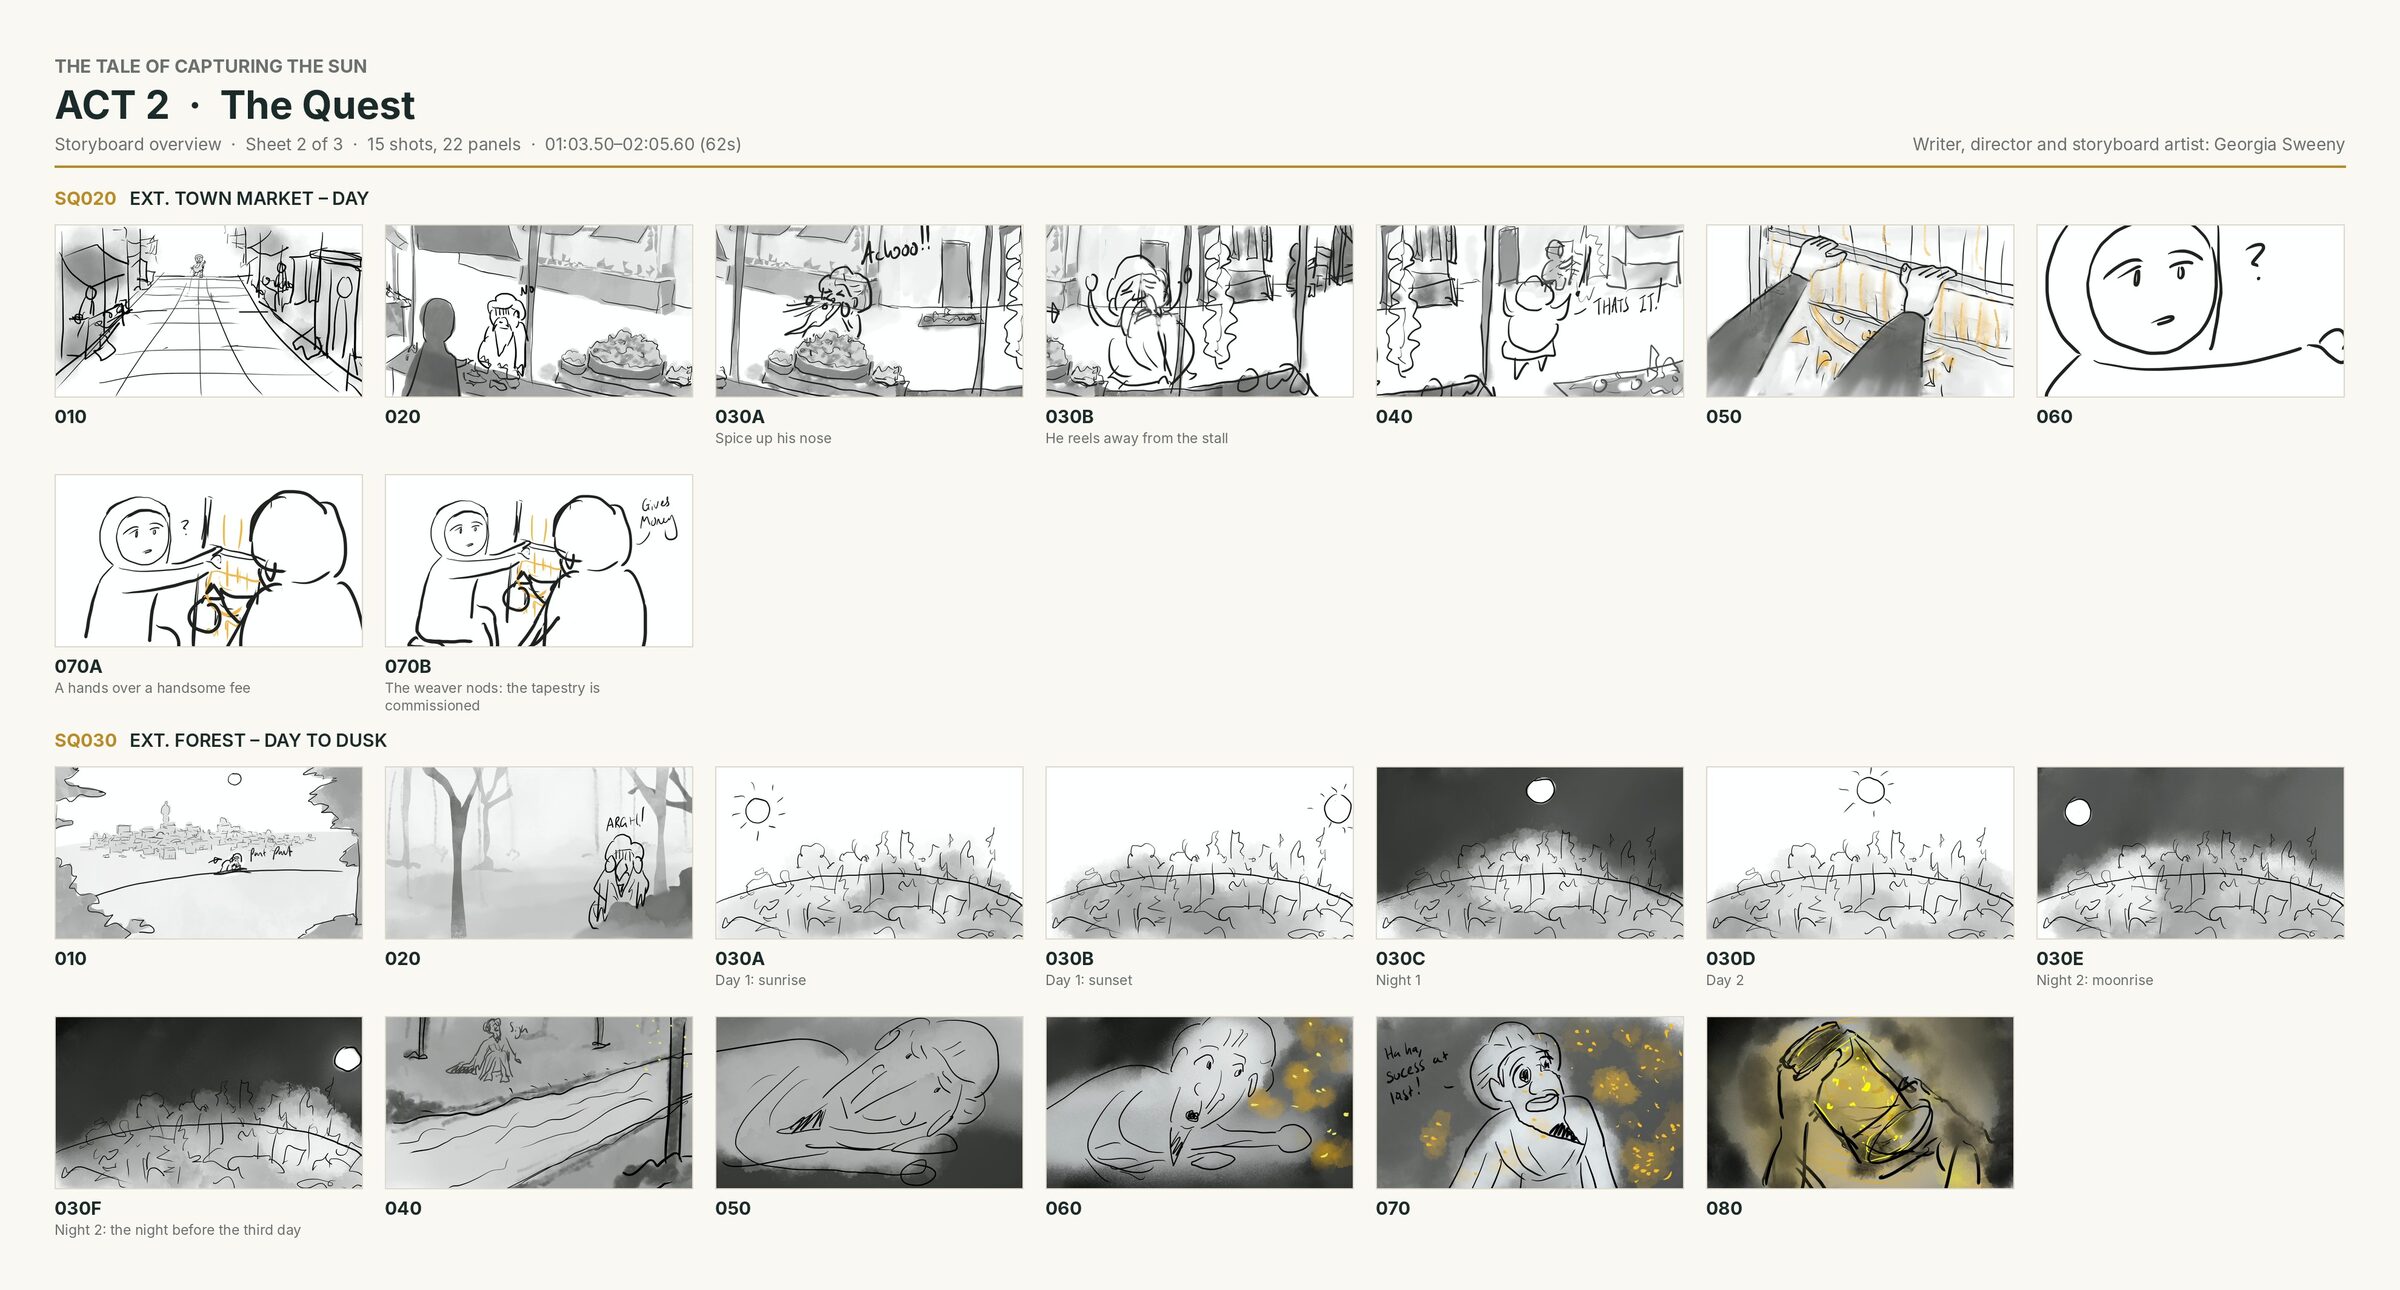 THE TALE OF CAPTURING THE SUN
ACT 2 · The Quest
Storyboard overview · Sheet 2 of 3 · 15 shots, 22 panels · 01:03.50–02:05.60 (62s)
Writer, director and storyboard artist: Georgia Sweeny
SQ020 EXT. TOWN MARKET – DAY
NO
Achooo!!
THATS IT!
?
010
020
030A
Spice up his nose
030B
He reels away from the stall
040
050
060
?
Gives
Money
070A
A hands over a handsome fee
070B
The weaver nods: the tapestry is
commissioned
SQ030 EXT. FOREST – DAY TO DUSK
Pant Pant
ARGH!
010
020
030A
Day 1: sunrise
030B
Day 1: sunset
030C
Night 1
030D
Day 2
030E
Night 2: moonrise
Sigh
Ha ha,
sucess at
last!
030F
Night 2: the night before the third day
040
050
060
070
080